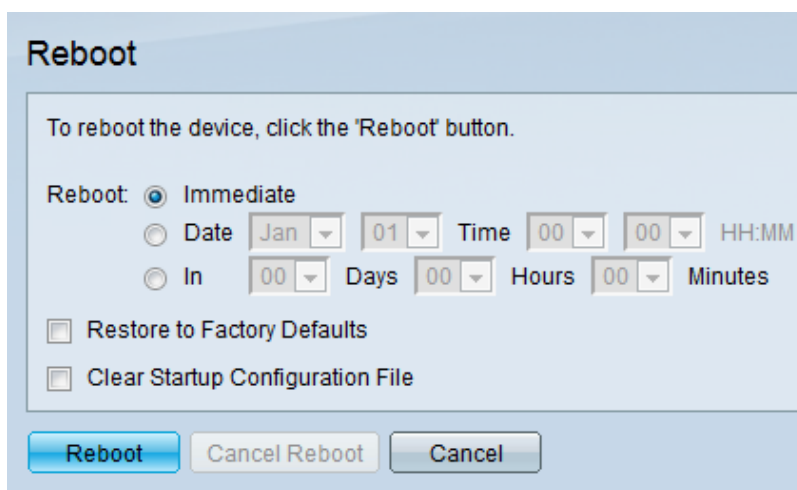 Reboot
To reboot the device, click the 'Reboot' button.
Reboot: Immediate
Date Jan 01 Time 00 00 HH:MM
In 00 Days 00 Hours 00 Minutes
Restore to Factory Defaults
Clear Startup Configuration File
Reboot Cancel Reboot Cancel